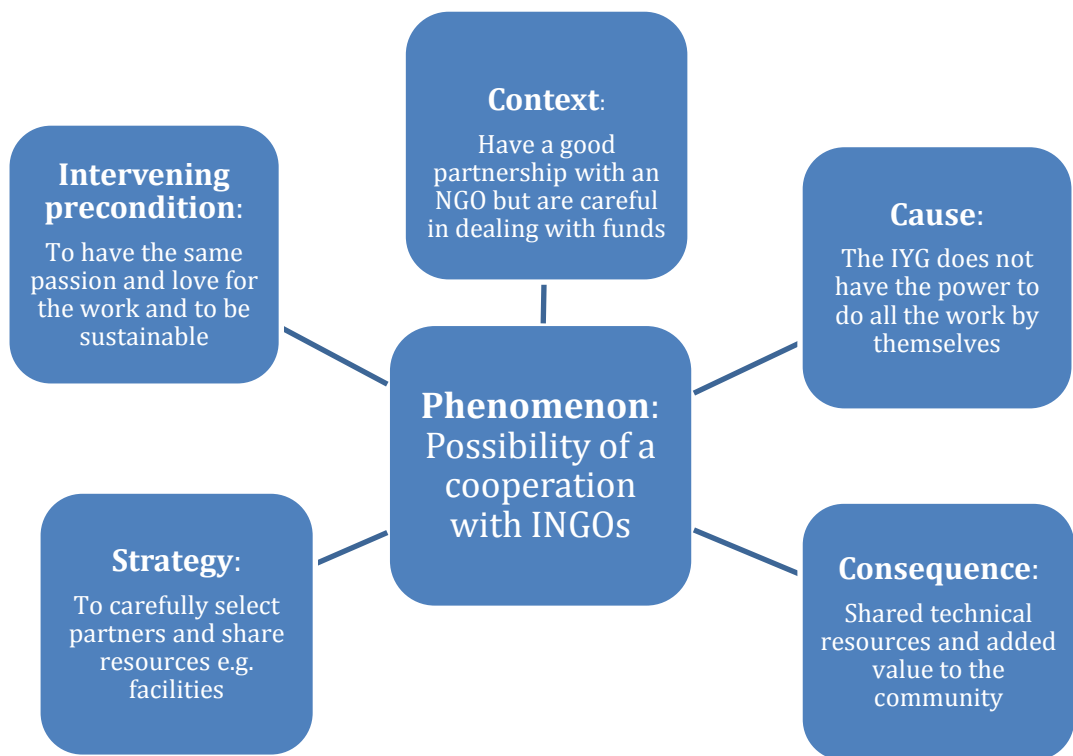 Context:
Have a good
partnership with an
NGO but are careful
in dealing with funds
Intervening
precondition:
To have the same
passion and love for
the work and to be
sustainable
Cause:
The IYG does not
have the power to
do all the work by
themselves
Phenomenon:
Possibility of a
cooperation
with INGOs
Strategy:
To carefully select
partners and share
resources e.g.
facilities
Consequence:
Shared technical
resources and added
value to the
community